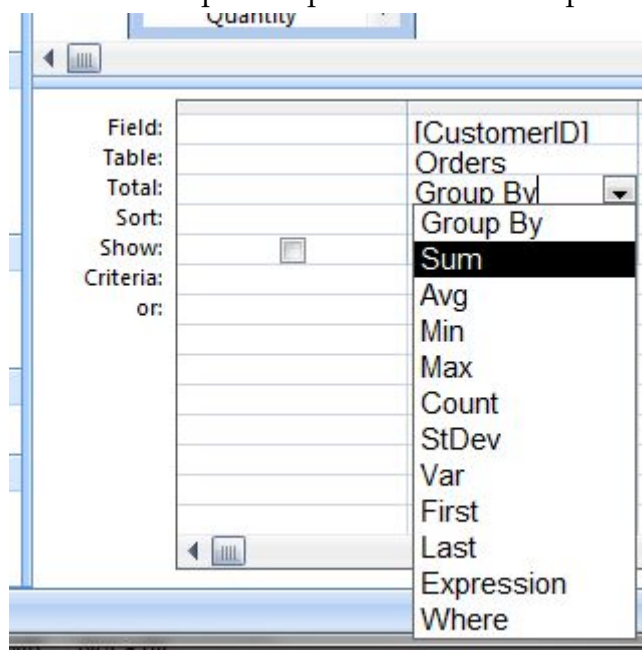 Quantity
Field: [CustomerID]
Table: Orders
Total: Group By
Sort:
Show:
Criteria:
or:
Group By
Sum
Avg
Min
Max
Count
StDev
Var
First
Last
Expression
Where